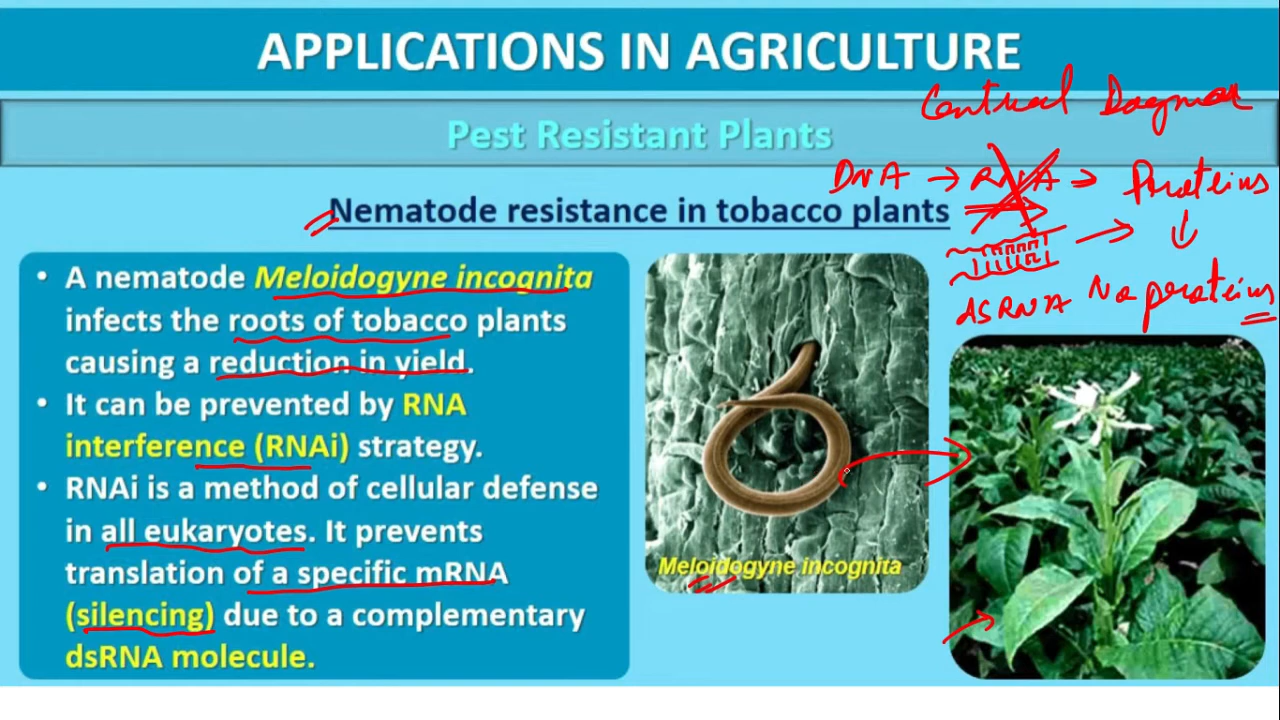 APPLICATIONS IN AGRICULTURE
Central Dogma
Pest Resistant Plants
DNA → RNA → Proteins
Nematode resistance in tobacco plants
dsRNA No proteins
• A nematode Meloidogyne incognita
infects the roots of tobacco plants
causing a reduction in yield.
• It can be prevented by RNA
interference (RNAi) strategy.
• RNAi is a method of cellular defense
in all eukaryotes. It prevents
translation of a specific mRNA
(silencing) due to a complementary
dsRNA molecule.
Meloidogyne incognita